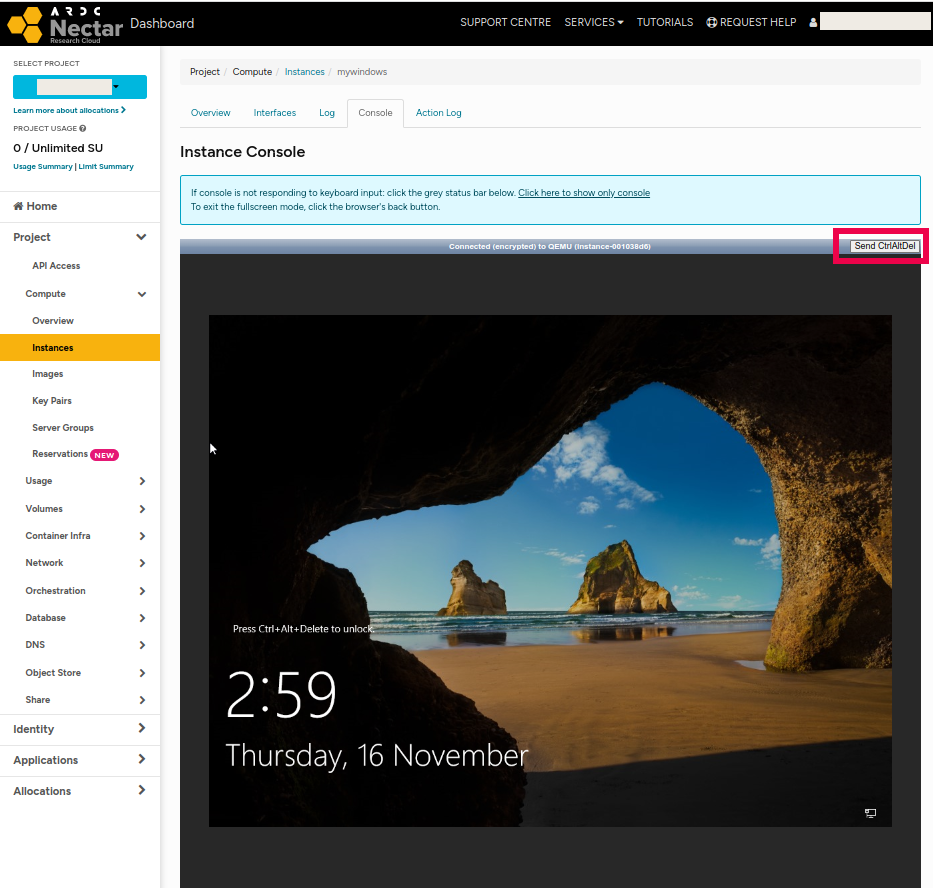 ARDC
Nectar
Research Cloud
Dashboard
SUPPORT CENTRE
SERVICES
TUTORIALS
REQUEST HELP
SELECT PROJECT
Learn more about allocations
PROJECT USAGE
0 / Unlimited SU
Usage Summary | Limit Summary
Home
Project
API Access
Compute
Overview
Instances
Images
Key Pairs
Server Groups
Reservations NEW
Usage
Volumes
Container Infra
Network
Orchestration
Database
DNS
Object Store
Share
Identity
Applications
Allocations
Project / Compute / Instances / mywindows
Overview
Interfaces
Log
Console
Action Log
Instance Console
If console is not responding to keyboard input: click the grey status bar below. Click here to show only console
To exit the fullscreen mode, click the browser's back button.
Connected (encrypted) to QEMU (instance-001038d6)
Send CtrlAltDel
Press Ctrl+Alt+Delete to unlock.
2:59
Thursday, 16 November